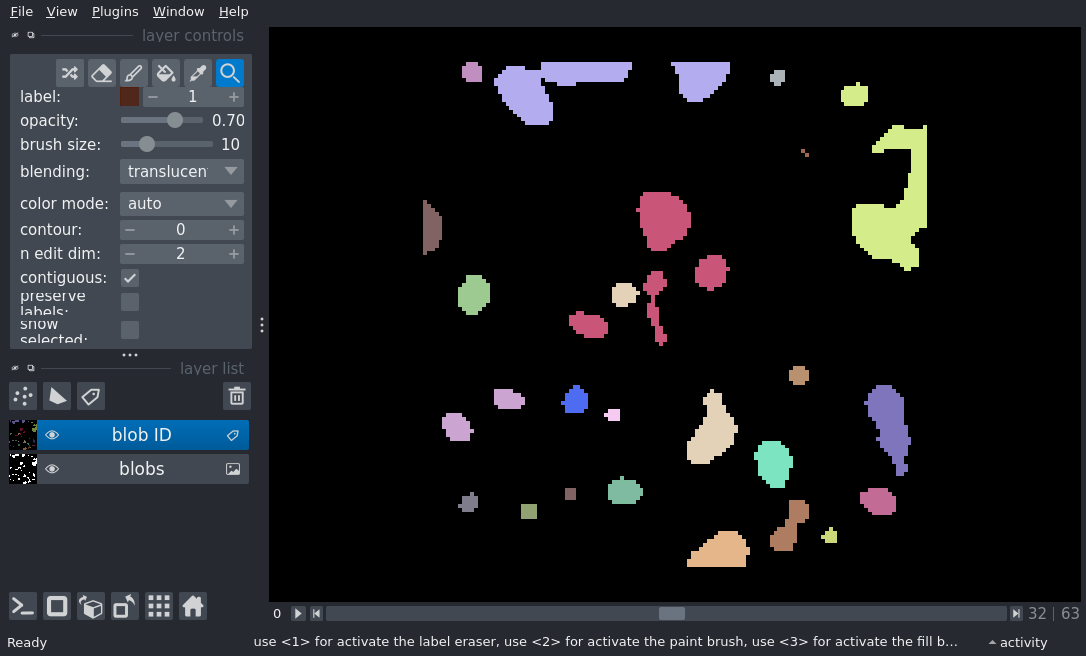 File View Plugins Window Help
layer controls
label: 1
opacity: 0.70
brush size: 10
blending: translucen
color mode: auto
contour: 0
n edit dim: 2
contiguous:
preserve
labels:
show
selected:
layer list
blob ID
blobs
0 32 63
Ready use <1> for activate the label eraser, use <2> for activate the paint brush, use <3> for activate the fill b... activity